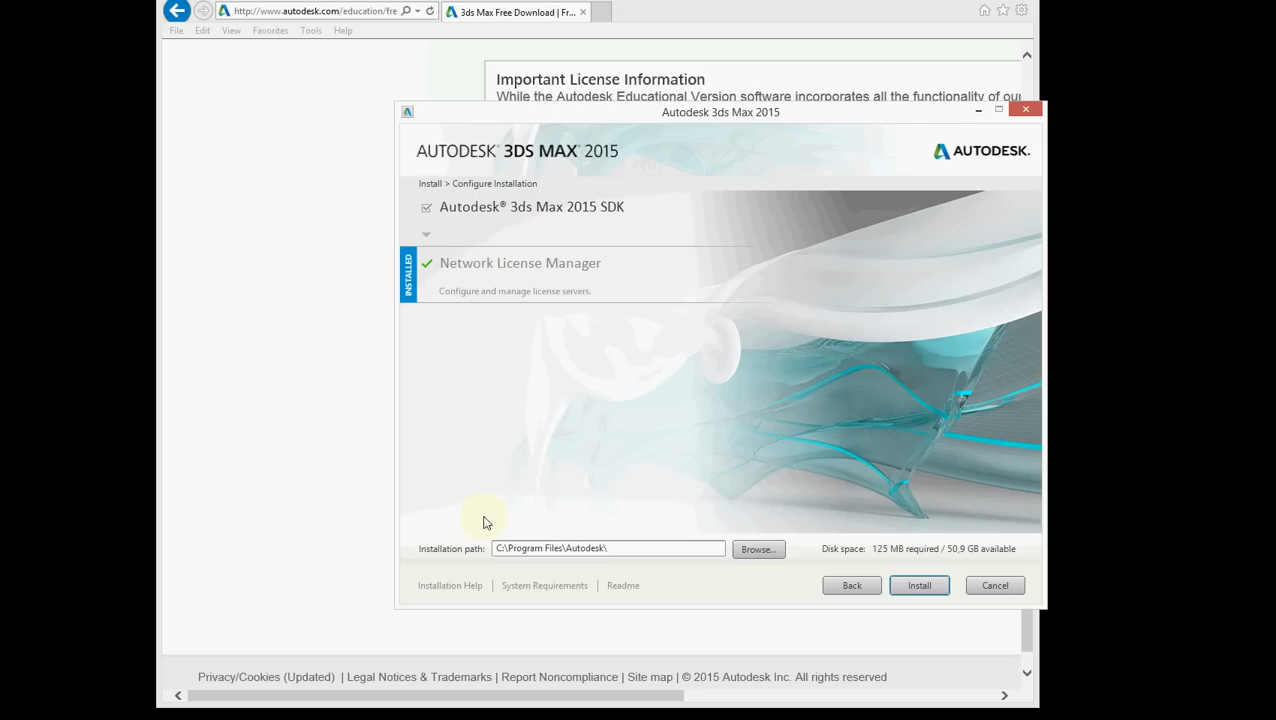 http://www.autodesk.com/education/fre
3ds Max Free Download | Fr...
File Edit View Favorites Tools Help
Important License Information
While the Autodesk Educational Version software incorporates all the functionality of our
Autodesk 3ds Max 2015
AUTODESK® 3DS MAX® 2015
AUTODESK.
Install > Configure Installation
Autodesk® 3ds Max 2015 SDK
INSTALLED
Network License Manager
Configure and manage license servers.
Installation path: C:\Program Files\Autodesk\ Browse... Disk space: 125 MB required / 50,9 GB available
Installation Help | System Requirements | Readme Back Install Cancel
Privacy/Cookies (Updated) | Legal Notices & Trademarks | Report Noncompliance | Site map | © 2015 Autodesk Inc. All rights reserved